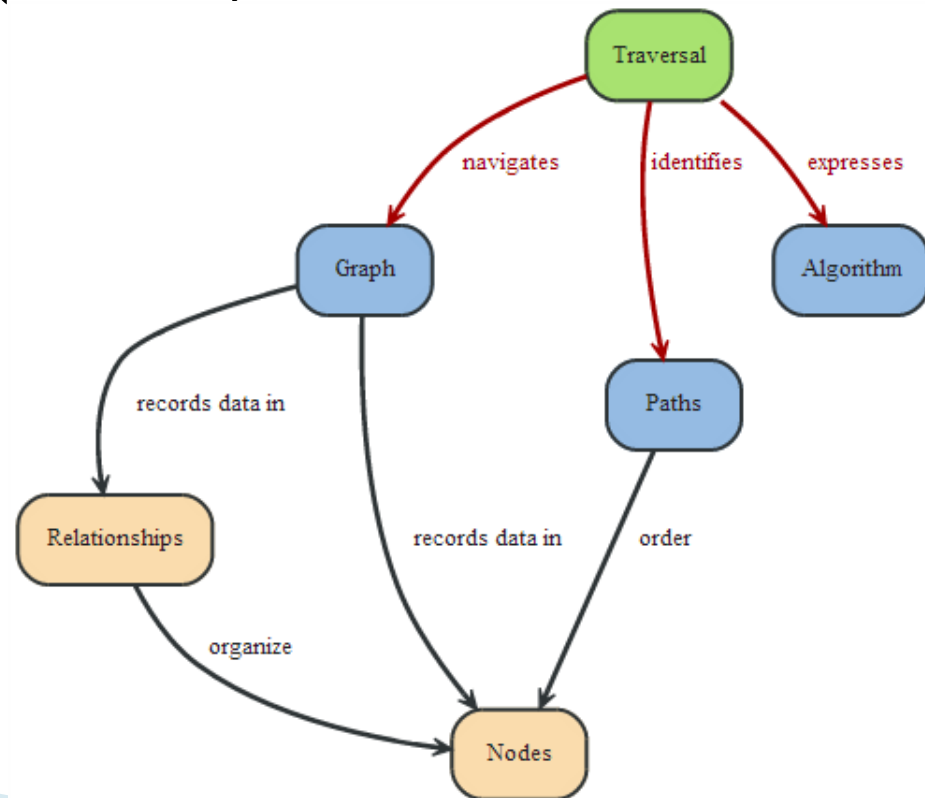 Traversal
navigates
identifies
expresses
Graph
Algorithm
records data in
Paths
Relationships
records data in
order
organize
Nodes